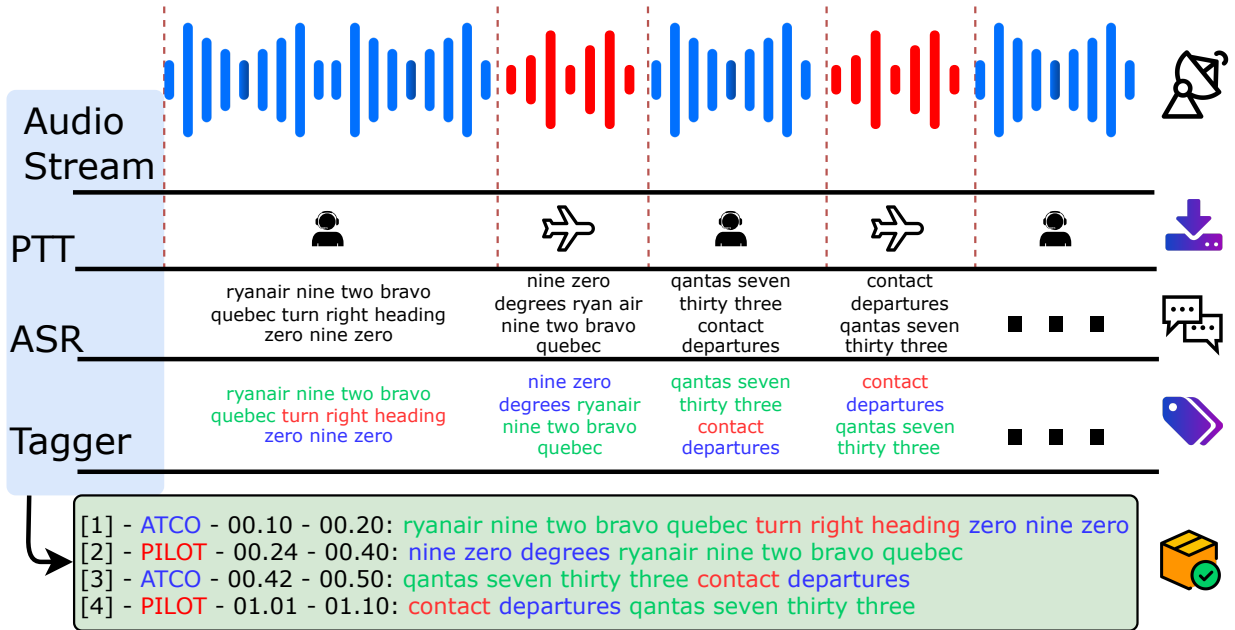 Audio
Stream
PTT
ASR
ryanair nine two bravo
quebec turn right heading
zero nine zero
nine zero
degrees ryan air
nine two bravo
quebec
qantas seven
thirty three
contact
departures
contact
departures
qantas seven
thirty three
Tagger
ryanair nine two bravo
quebec turn right heading
zero nine zero
nine zero
degrees ryanair
nine two bravo
quebec
qantas seven
thirty three
contact
departures
contact
departures
qantas seven
thirty three
[1] - ATCO - 00.10 - 00.20: ryanair nine two bravo quebec turn right heading zero nine zero
[2] - PILOT - 00.24 - 00.40: nine zero degrees ryanair nine two bravo quebec
[3] - ATCO - 00.42 - 00.50: qantas seven thirty three contact departures
[4] - PILOT - 01.01 - 01.10: contact departures qantas seven thirty three